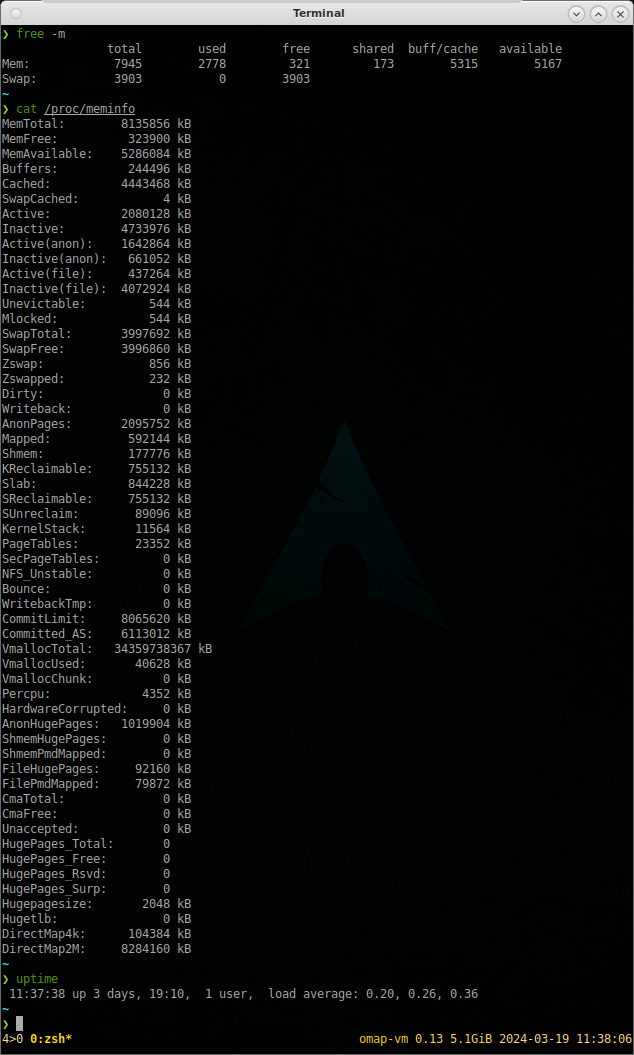 Terminal
❯ free -m
total used free shared buff/cache available
Mem: 7945 2778 321 173 5315 5167
Swap: 3903 0 3903
~
❯ cat /proc/meminfo
MemTotal: 8135856 kB
MemFree: 323900 kB
MemAvailable: 5286084 kB
Buffers: 244496 kB
Cached: 4443468 kB
SwapCached: 4 kB
Active: 2080128 kB
Inactive: 4733976 kB
Active(anon): 1642864 kB
Inactive(anon): 661052 kB
Active(file): 437264 kB
Inactive(file): 4072924 kB
Unevictable: 544 kB
Mlocked: 544 kB
SwapTotal: 3997692 kB
SwapFree: 3996860 kB
Zswap: 856 kB
Zswapped: 232 kB
Dirty: 0 kB
Writeback: 0 kB
AnonPages: 2095752 kB
Mapped: 592144 kB
Shmem: 177776 kB
KReclaimable: 755132 kB
Slab: 844228 kB
SReclaimable: 755132 kB
SUnreclaim: 89096 kB
KernelStack: 11564 kB
PageTables: 23352 kB
SecPageTables: 0 kB
NFS_Unstable: 0 kB
Bounce: 0 kB
WritebackTmp: 0 kB
CommitLimit: 8065620 kB
Committed_AS: 6113012 kB
VmallocTotal: 34359738367 kB
VmallocUsed: 40628 kB
VmallocChunk: 0 kB
Percpu: 4352 kB
HardwareCorrupted: 0 kB
AnonHugePages: 1019904 kB
ShmemHugePages: 0 kB
ShmemPmdMapped: 0 kB
FileHugePages: 92160 kB
FilePmdMapped: 79872 kB
CmaTotal: 0 kB
CmaFree: 0 kB
Unaccepted: 0 kB
HugePages_Total: 0
HugePages_Free: 0
HugePages_Rsvd: 0
HugePages_Surp: 0
Hugepagesize: 2048 kB
Hugetlb: 0 kB
DirectMap4k: 104384 kB
DirectMap2M: 8284160 kB
~
❯ uptime
11:37:38 up 3 days, 19:10, 1 user, load average: 0.20, 0.26, 0.36
~
❯
4>0 0:zsh* omap-vm 0.13 5.1GiB 2024-03-19 11:38:06